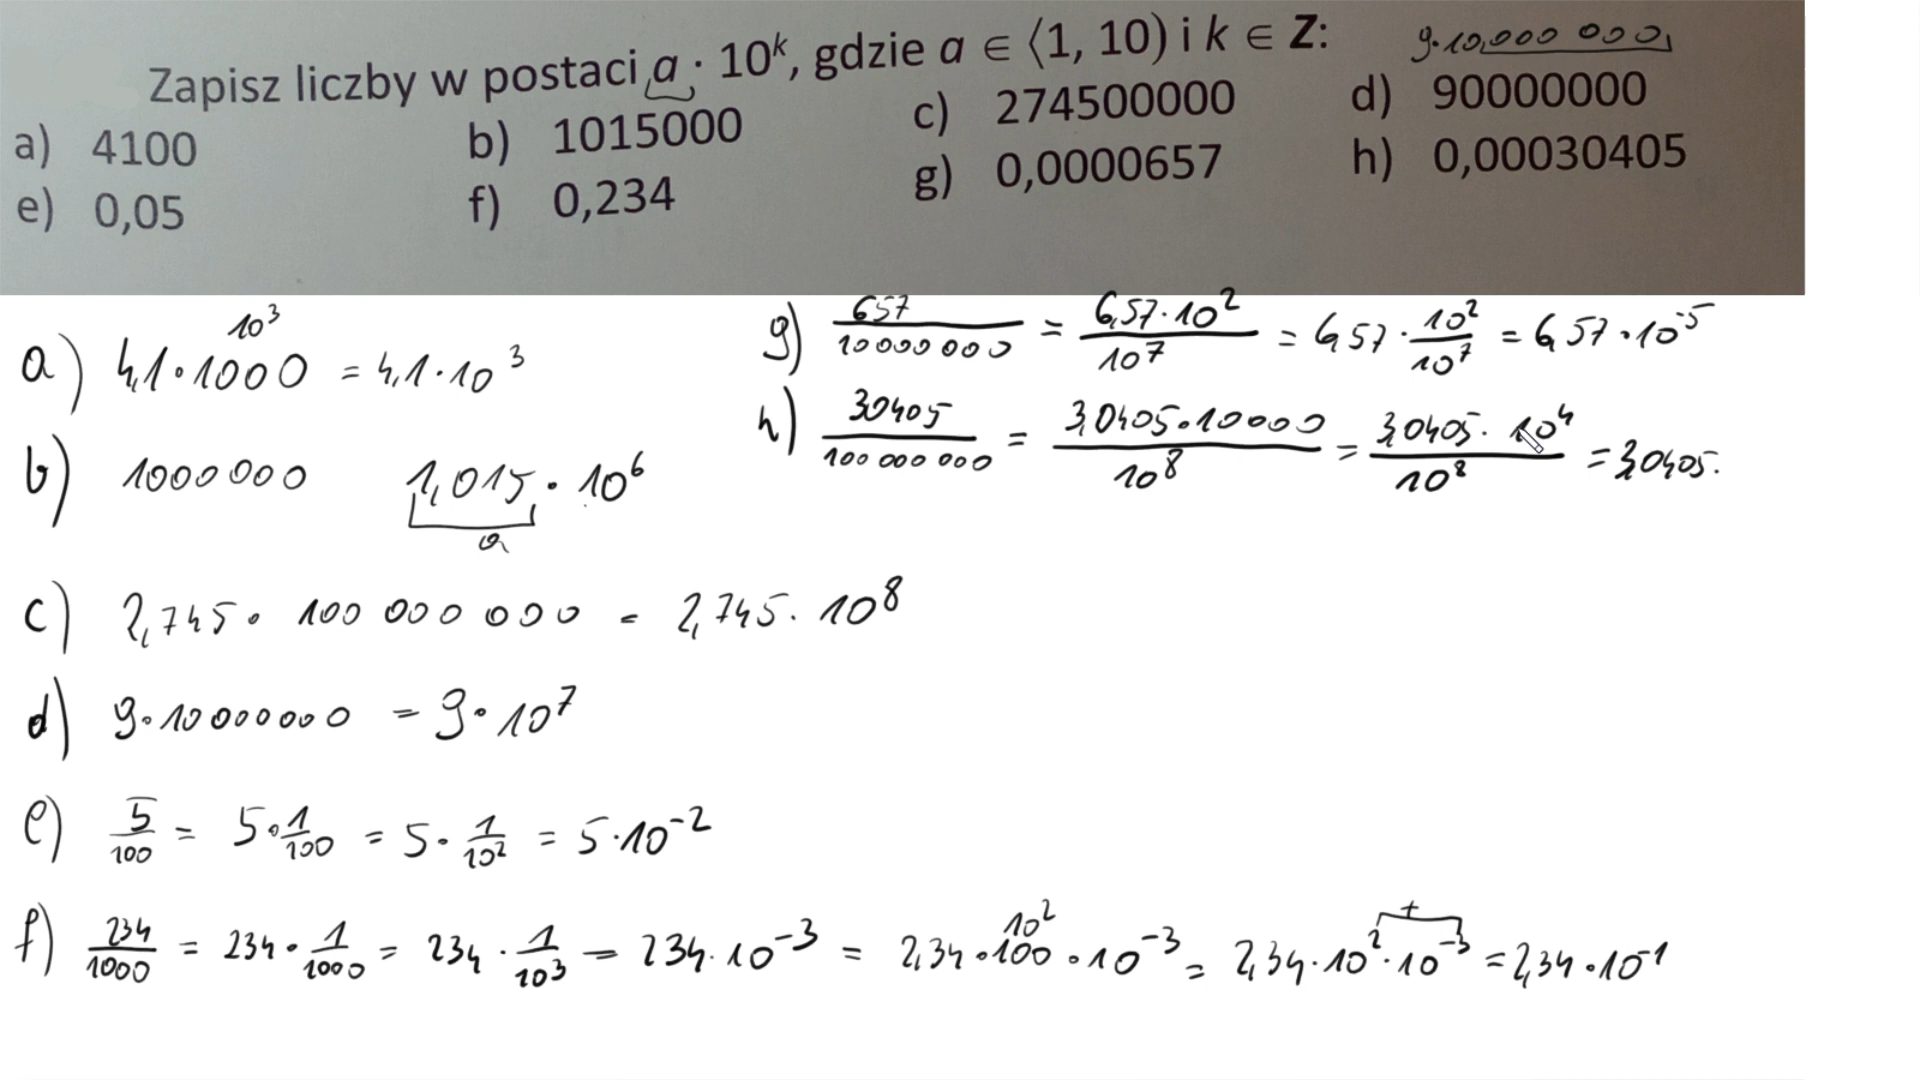 Zapisz liczby w postaci a · 10^k, gdzie a ∈ ⟨1, 10) i k ∈ Z:
9·10,000 000,
a) 4100 b) 1015000 c) 274500000 d) 90000000
e) 0,05 f) 0,234 g) 0,0000657 h) 0,00030405
10^3
a) 4,1·1000 = 4,1·10^3
b) 1000 000 1,015 · 10^6
a
c) 2,745 · 100 000 000 = 2,745 · 10^8
d) 9·10 000 000 = 9·10^7
e) 5/100 = 5·1/100 = 5·1/10^2 = 5·10^-2
10^2 +
f) 234/1000 = 234·1/1000 = 234·1/10^3 = 234·10^-3 = 2,34·100·10^-3 = 2,34·10^2·10^-3 = 2,34·10^-1
g) 657/10000000 = 6,57·10^2/10^7 = 6,57·10^2/10^7 = 6,57·10^-5
h) 30405/100 000 000 = 3,0405·10000/10^8 = 3,0405·10^4/10^8 = 3,0405·